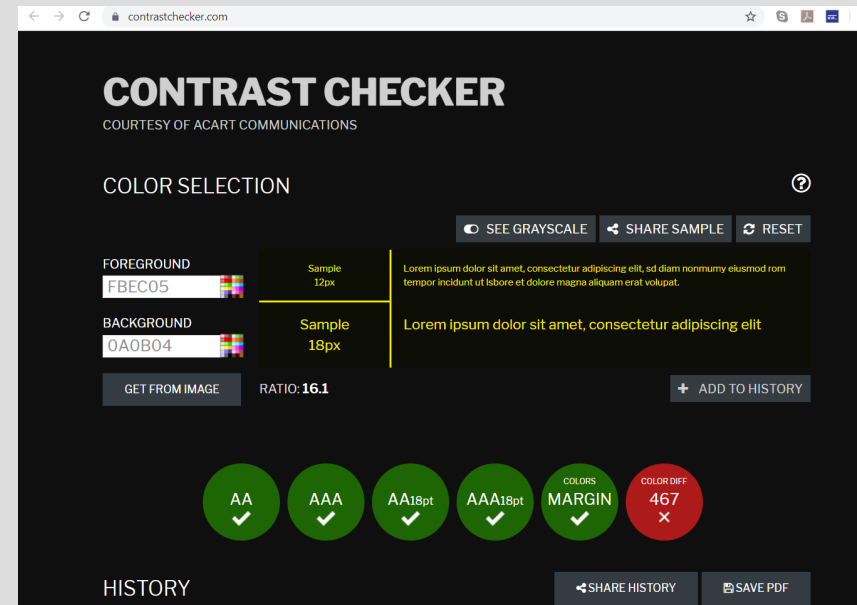 contrastchecker.com
CONTRAST CHECKER
COURTESY OF ACART COMMUNICATIONS
COLOR SELECTION
SEE GRAYSCALE
SHARE SAMPLE
RESET
FOREGROUND
FBEC05
BACKGROUND
0A0B04
Sample
12px
Lorem ipsum dolor sit amet, consectetur adipiscing elit, sd diam nonmumy eiusmod rom
tempor incidunt ut lsbore et dolore magna aliquam erat volupat.
Sample
18px
Lorem ipsum dolor sit amet, consectetur adipiscing elit
GET FROM IMAGE
RATIO: 16.1
+ ADD TO HISTORY
AA
AAA
AA18pt
AAA18pt
COLORS
MARGIN
COLOR DIFF
467
HISTORY
SHARE HISTORY
SAVE PDF